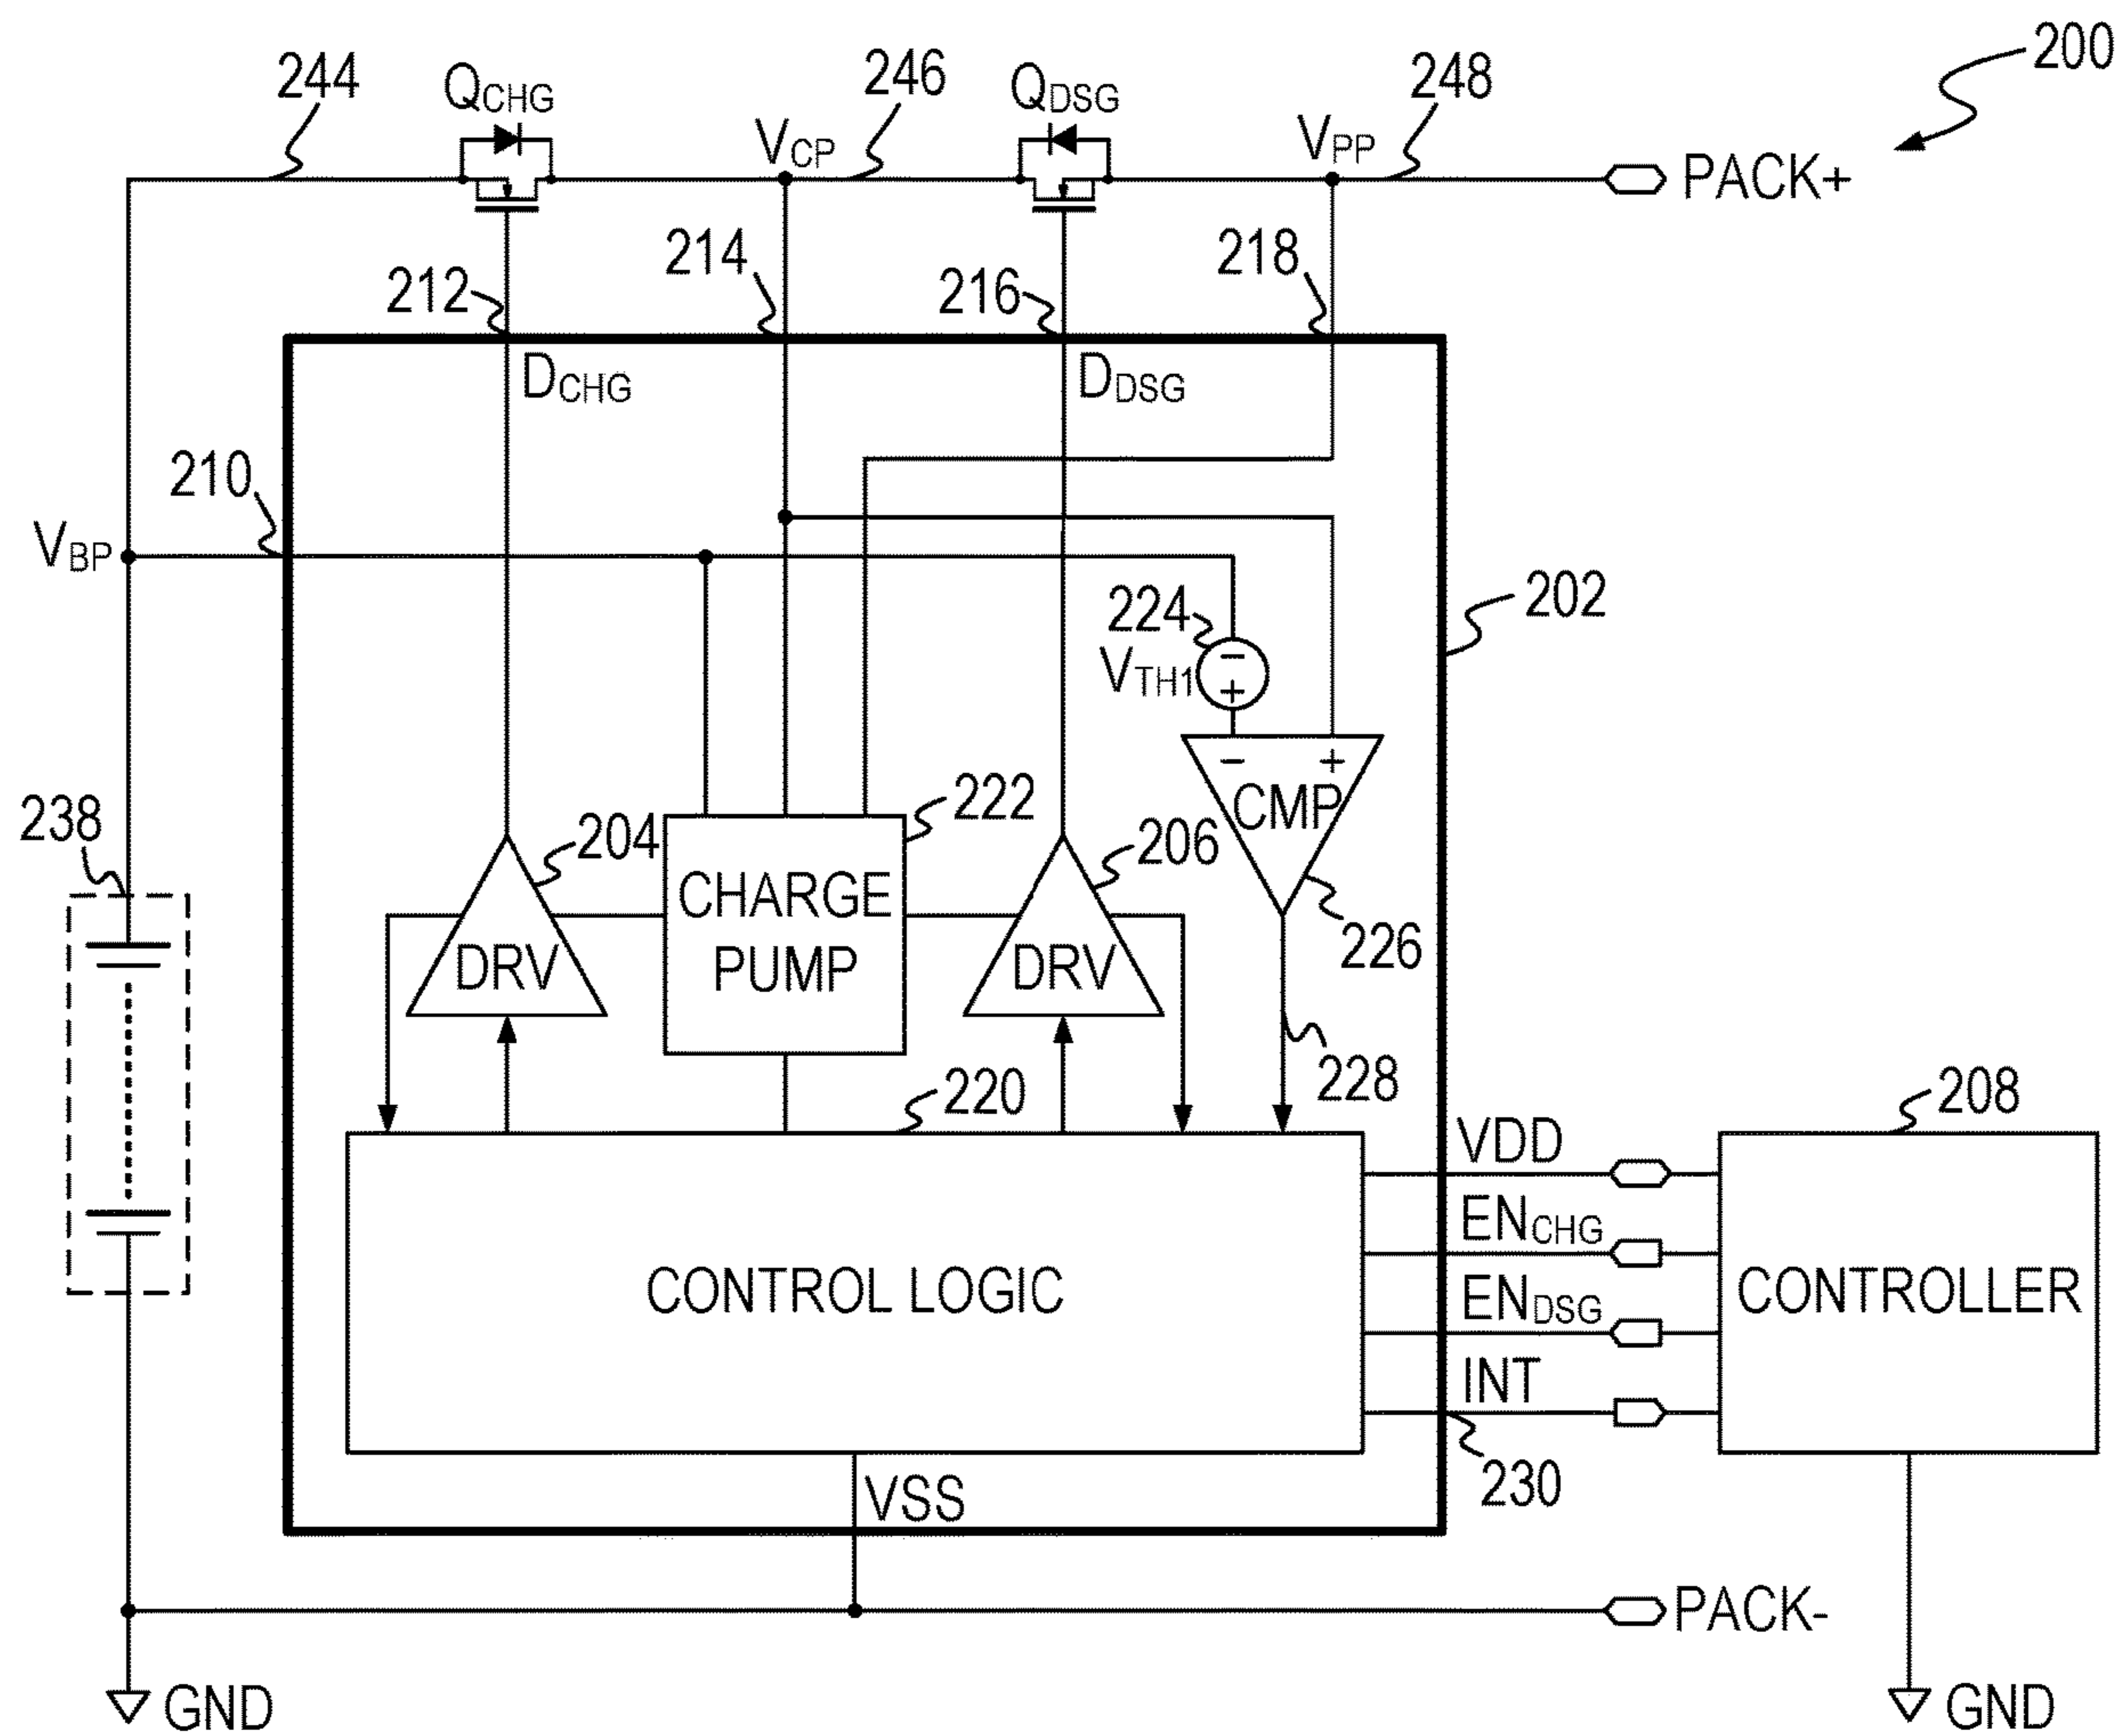 200
244
QCHG
246
QDSG
248
VCP
VPP
PACK+
212
214
216
218
DCHG
DDSG
210
VBP
224
VTH1
202
− +
− +
CMP
238
204
222
206
226
CHARGE
PUMP
DRV
DRV
228
220
208
VDD
ENCHG
ENDSG
INT
CONTROL LOGIC
CONTROLLER
230
VSS
PACK-
GND
GND